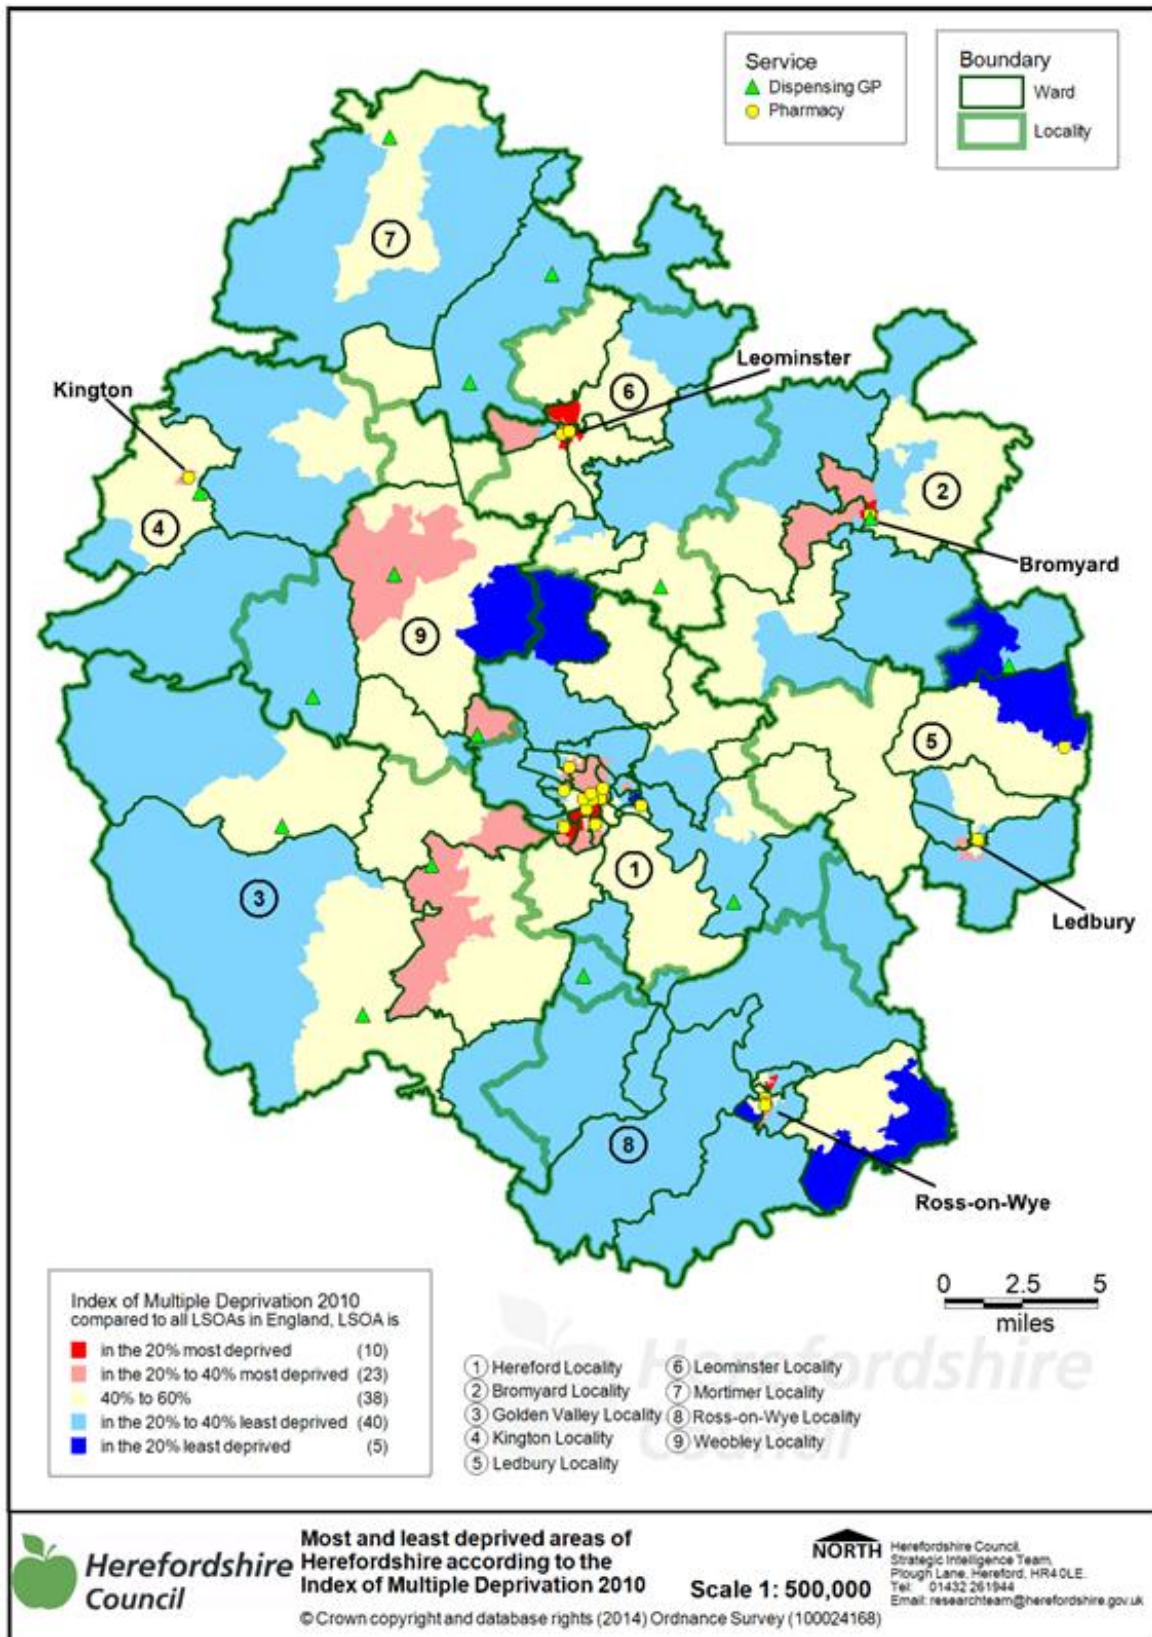 Service
Dispensing GP
Pharmacy
Boundary
Ward
Locality
7
Leominster
Kington
6
2
4
Bromyard
9
5
1
3
Ledbury
8
Ross-on-Wye
0 2.5 5
miles
Index of Multiple Deprivation 2010
compared to all LSOAs in England, LSOA is
in the 20% most deprived (10)
in the 20% to 40% most deprived (23)
40% to 60% (38)
in the 20% to 40% least deprived (40)
in the 20% least deprived (5)
Herefordshire
Council
1 Hereford Locality
2 Bromyard Locality
3 Golden Valley Locality
4 Kington Locality
5 Ledbury Locality
6 Leominster Locality
7 Mortimer Locality
8 Ross-on-Wye Locality
9 Weobley Locality
Herefordshire
Council
Most and least deprived areas of
Herefordshire according to the
Index of Multiple Deprivation 2010
© Crown copyright and database rights (2014) Ordnance Survey (100024168)
NORTH
Scale 1: 500,000
Herefordshire Council,
Strategic Intelligence Team,
Plough Lane, Hereford, HR4 0LE.
Tel: 01432 261944
Email: researchteam@herefordshire.gov.uk